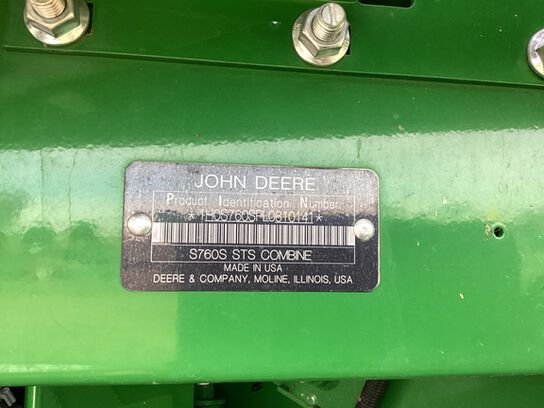 JOHN DEERE
Product Identification Number
*1H0S760SPL0810141*
S760S STS COMBINE
MADE IN USA
DEERE & COMPANY, MOLINE, ILLINOIS, USA